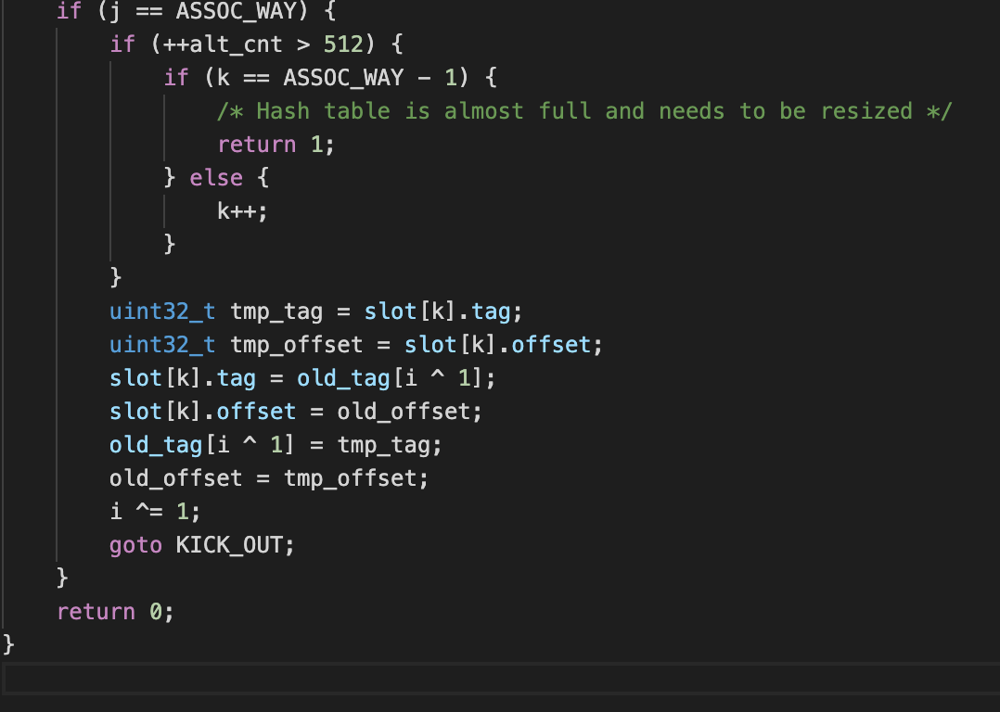 if (j == ASSOC_WAY) {
if (++alt_cnt > 512) {
if (k == ASSOC_WAY - 1) {
/* Hash table is almost full and needs to be resized */
return 1;
} else {
k++;
}
}
uint32_t tmp_tag = slot[k].tag;
uint32_t tmp_offset = slot[k].offset;
slot[k].tag = old_tag[i ^ 1];
slot[k].offset = old_offset;
old_tag[i ^ 1] = tmp_tag;
old_offset = tmp_offset;
i ^= 1;
goto KICK_OUT;
}
return 0;
}